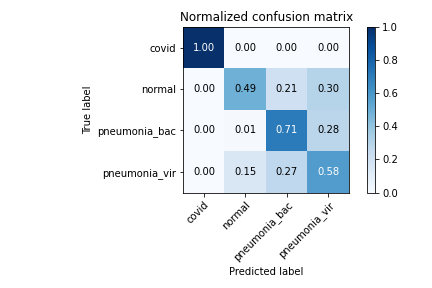 Normalized confusion matrix
True label
covid 1.00 0.00 0.00 0.00
normal 0.00 0.49 0.21 0.30
pneumonia_bac 0.00 0.01 0.71 0.28
pneumonia_vir 0.00 0.15 0.27 0.58
covid normal pneumonia_bac pneumonia_vir
Predicted label
1.0
0.8
0.6
0.4
0.2
0.0